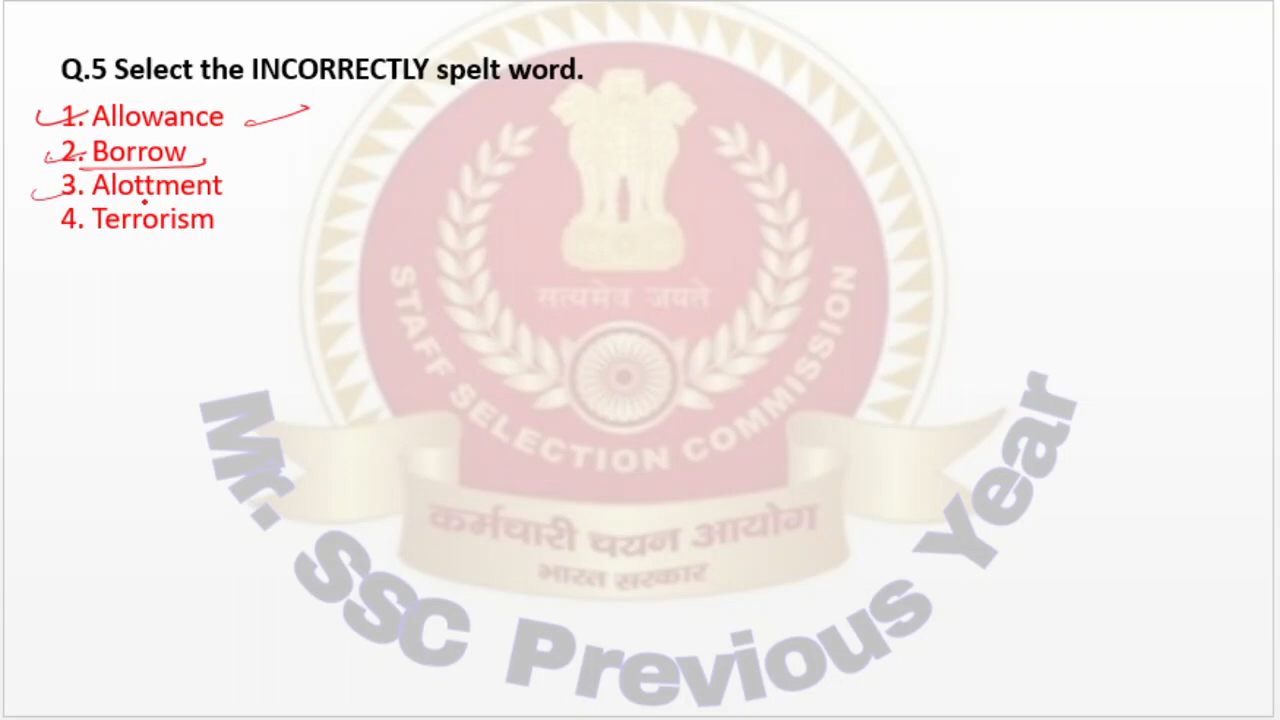 Q.5 Select the INCORRECTLY spelt word.
1. Allowance
2. Borrow
3. Alottment
4. Terrorism
सत्यमेव जयते
STAFF SELECTION COMMISSION
कर्मचारी चयन आयोग
भारत सरकार
Mr. SSC Previous Year